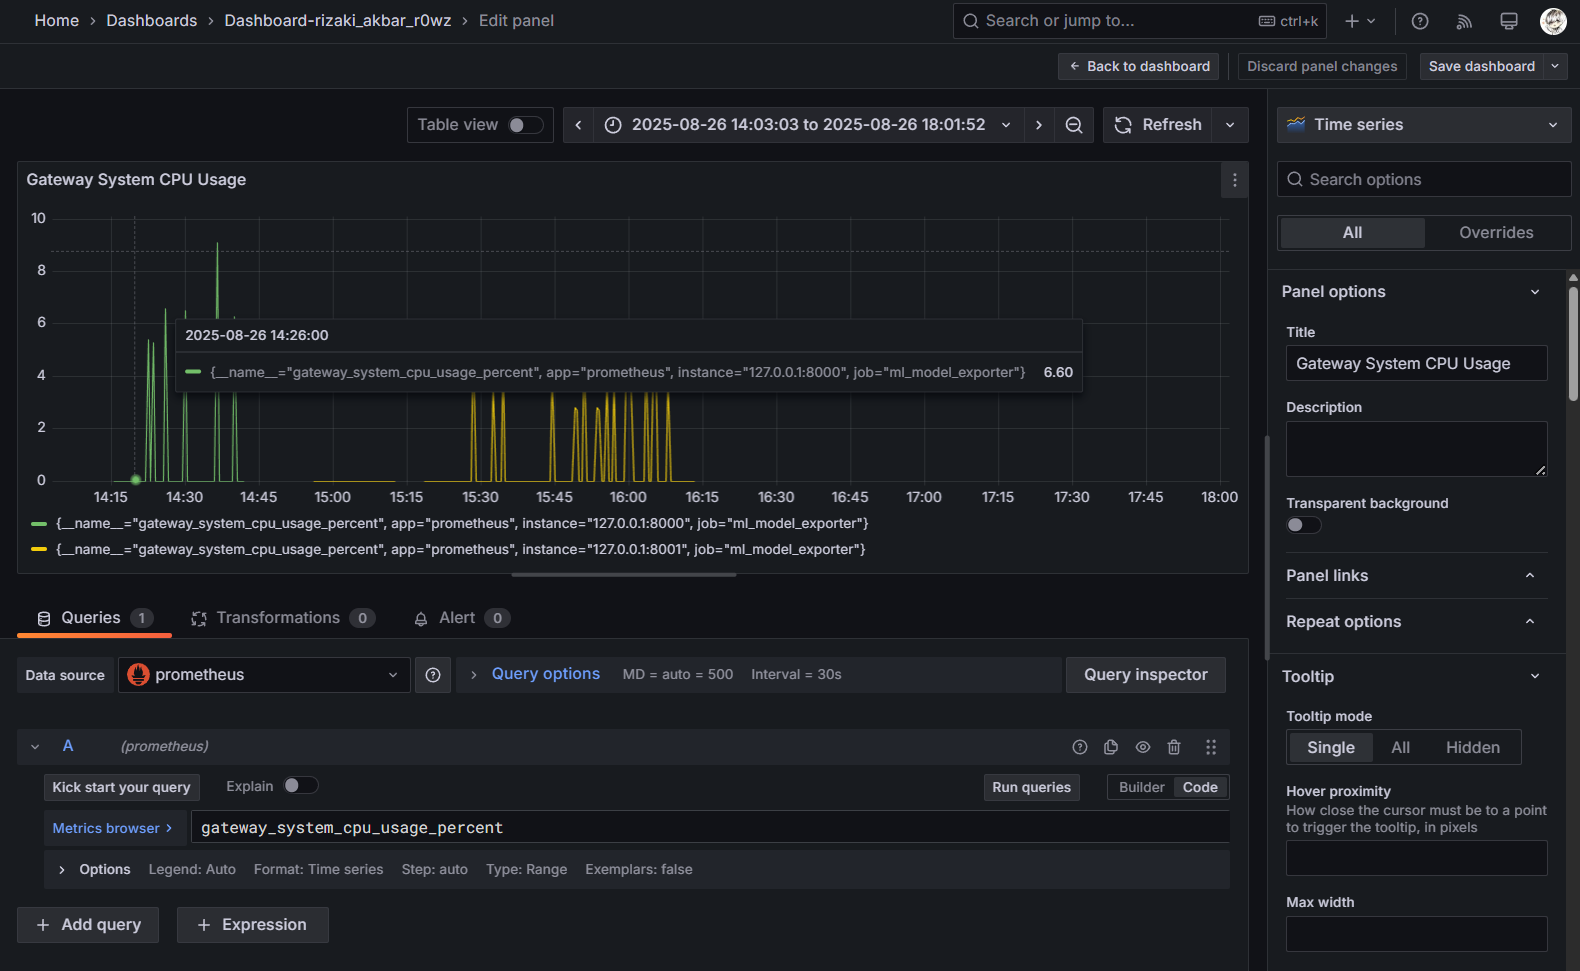 Home > Dashboards > Dashboard-rizaki_akbar_r0wz > Edit panel
Search or jump to... ctrl+k
Back to dashboard
Discard panel changes
Save dashboard
Table view
2025-08-26 14:03:03 to 2025-08-26 18:01:52
Refresh
Time series
Gateway System CPU Usage
Search options
All
Overrides
10
8
6
4
2
0
2025-08-26 14:26:00
{__name__="gateway_system_cpu_usage_percent", app="prometheus", instance="127.0.0.1:8000", job="ml_model_exporter"} 6.60
14:15 14:30 14:45 15:00 15:15 15:30 15:45 16:00 16:15 16:30 16:45 17:00 17:15 17:30 17:45 18:00
{__name__="gateway_system_cpu_usage_percent", app="prometheus", instance="127.0.0.1:8000", job="ml_model_exporter"}
{__name__="gateway_system_cpu_usage_percent", app="prometheus", instance="127.0.0.1:8001", job="ml_model_exporter"}
Queries 1
Transformations 0
Alert 0
Data source
prometheus
Query options
MD = auto = 500
Interval = 30s
Query inspector
A
(prometheus)
Kick start your query
Explain
Run queries
Builder
Code
Metrics browser >
gateway_system_cpu_usage_percent
Options
Legend: Auto
Format: Time series
Step: auto
Type: Range
Exemplars: false
+ Add query
+ Expression
Panel options
Title
Gateway System CPU Usage
Description
Transparent background
Panel links
Repeat options
Tooltip
Tooltip mode
Single
All
Hidden
Hover proximity
How close the cursor must be to a point
to trigger the tooltip, in pixels
Max width